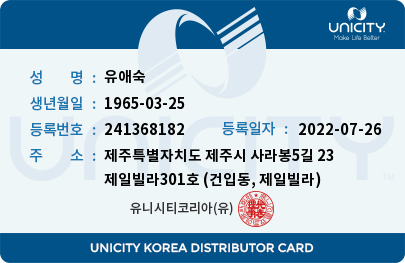 UNICITY
Make Life Better
성 명 : 유애숙
생년월일 : 1965-03-25
등록번호 : 241368182 등록일자 : 2022-07-26
주 소 : 제주특별자치도 제주시 사라봉5길 23
제일빌라301호 (건입동, 제일빌라)
유니시티코리아(유)
UNICITY
TM
UNICITY KOREA DISTRIBUTOR CARD